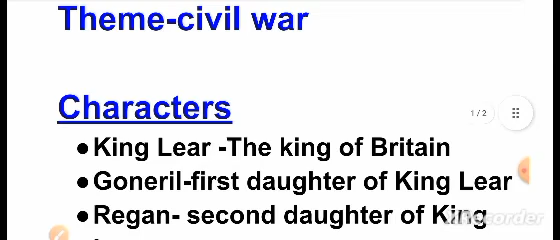 Theme-civil war
Characters
1/2
●King Lear -The king of Britain
●Goneril-first daughter of King Lear
●Regan- second daughter of King
Recorder